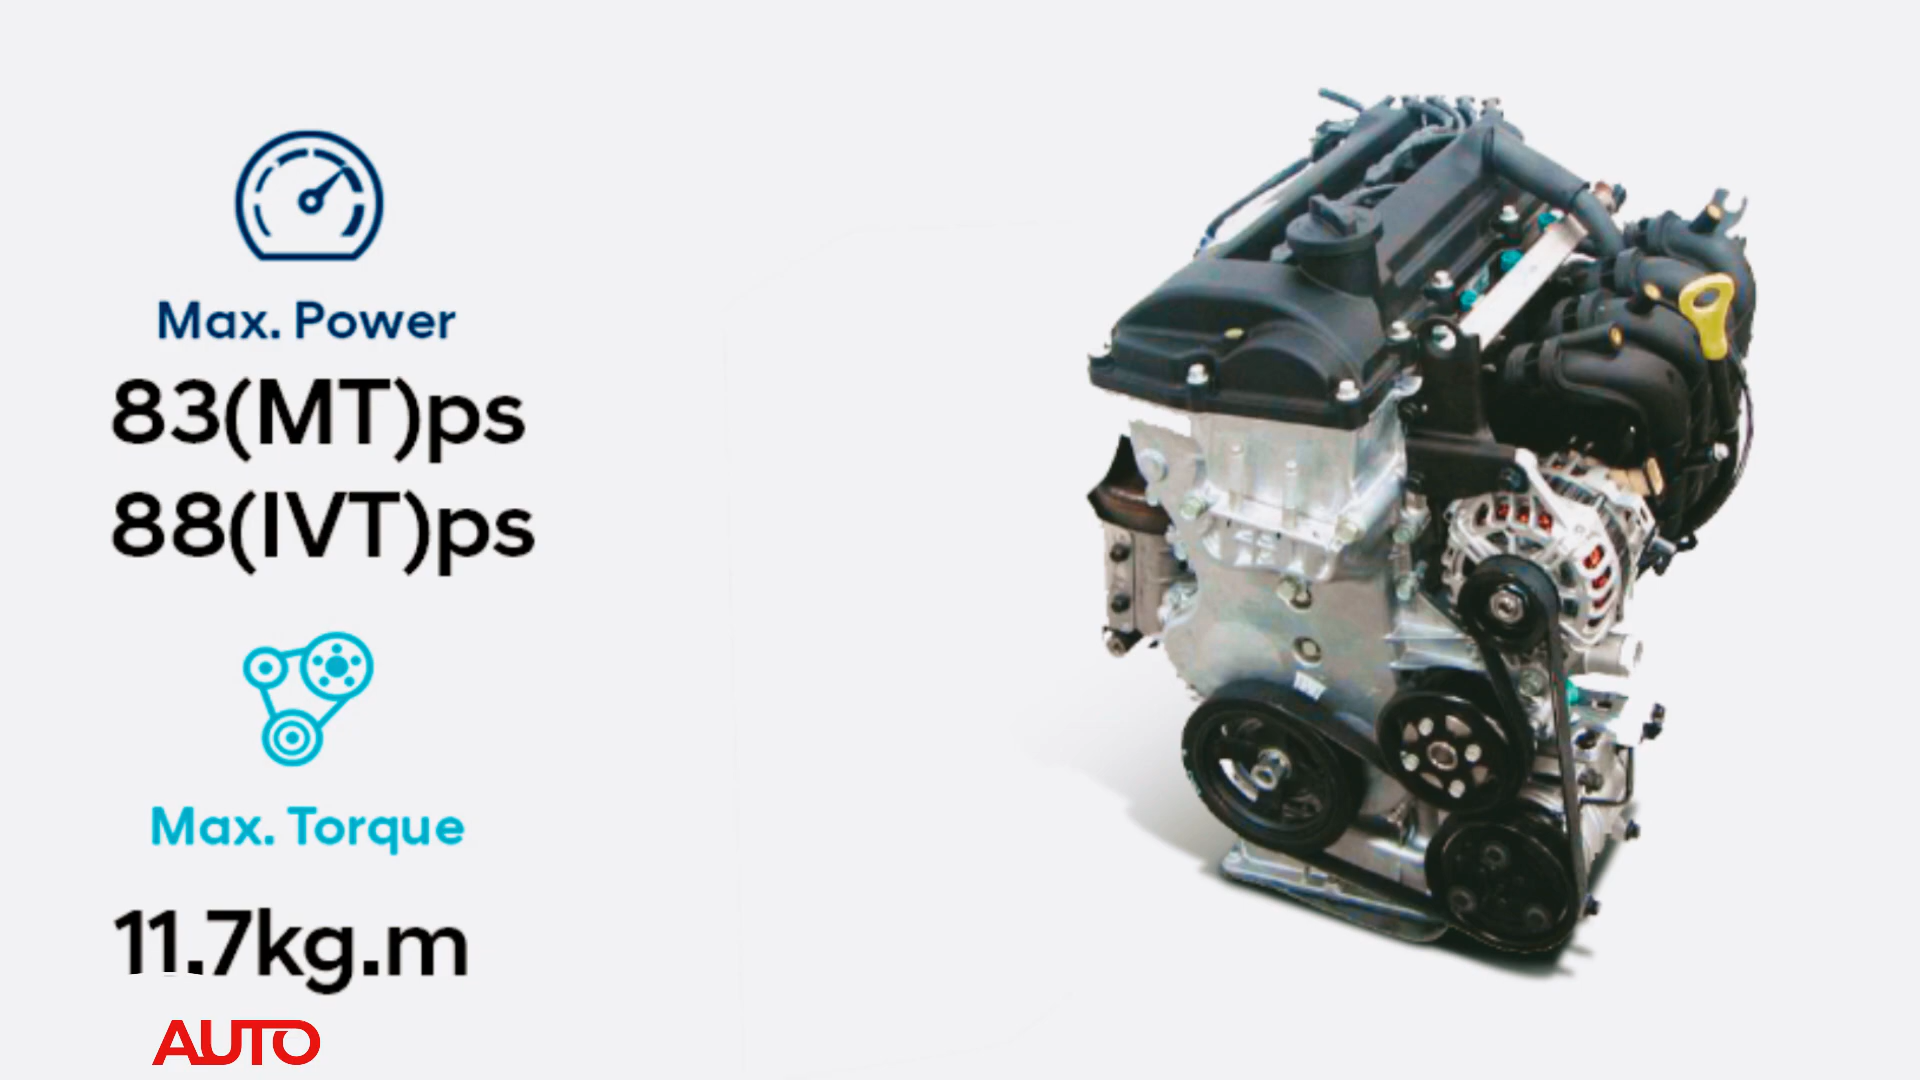 Max. Power
83(MT)ps
88(IVT)ps
Max. Torque
11.7kg.m
AUTO